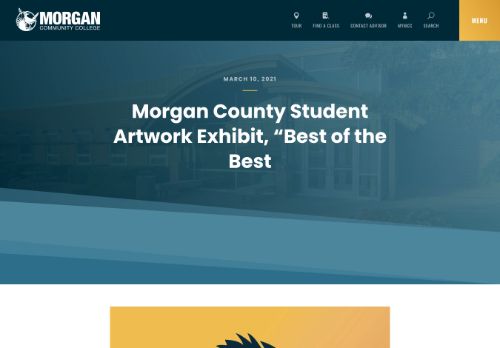 MORGAN
COMMUNITY COLLEGE
TOUR
FIND A CLASS
CONTACT ADVISOR
MYMCC
SEARCH
MENU
MARCH 10, 2021
Morgan County Student
Artwork Exhibit, “Best of the
Best